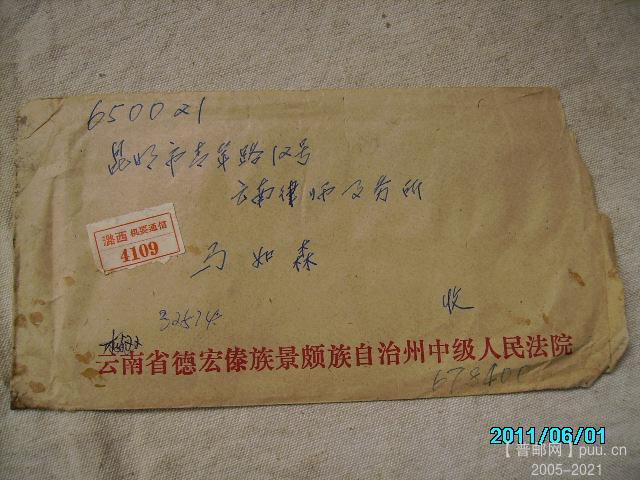 650021
昆明市青年路12号
云南律师事务所
潞西 机要通信
4109
马如森
收
32574
云南省德宏傣族景颇族自治州中级人民法院
678400
2011/06/01
【普邮网】puu.cn
2005-2021